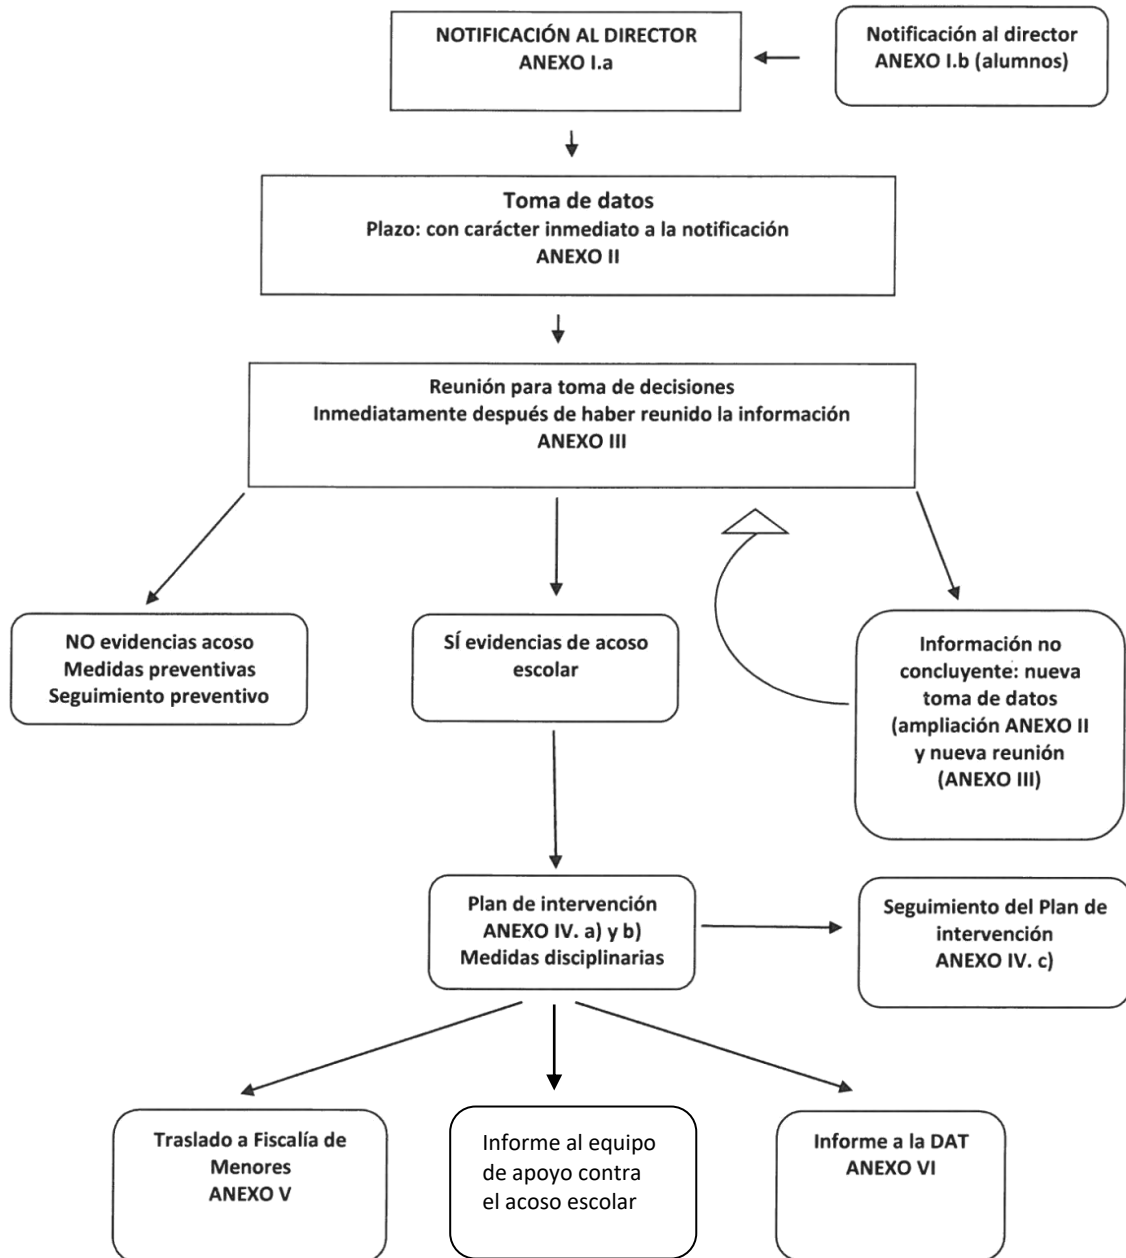 NOTIFICACIÓN AL DIRECTOR
ANEXO I.a
Notificación al director
ANEXO I.b (alumnos)
Toma de datos
Plazo: con carácter inmediato a la notificación
ANEXO II
Reunión para toma de decisiones
Inmediatamente después de haber reunido la información
ANEXO III
NO evidencias acoso
Medidas preventivas
Seguimiento preventivo
SÍ evidencias de acoso
escolar
Información no
concluyente: nueva
toma de datos
(ampliación ANEXO II
y nueva reunión
(ANEXO III)
Plan de intervención
ANEXO IV. a) y b)
Medidas disciplinarias
Seguimiento del Plan de
intervención
ANEXO IV. c)
Traslado a Fiscalía de
Menores
ANEXO V
Informe al equipo
de apoyo contra
el acoso escolar
Informe a la DAT
ANEXO VI